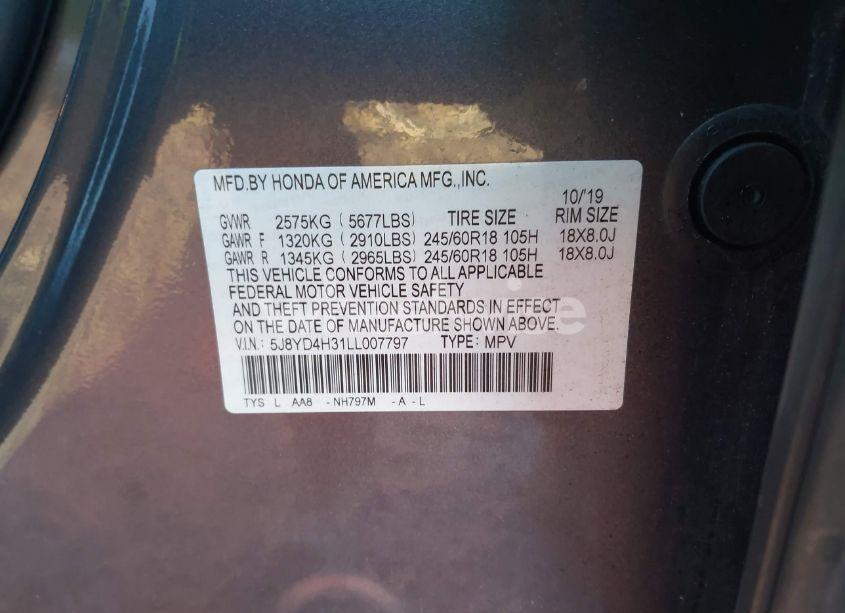 MFD.BY HONDA OF AMERICA MFG.,INC.
10/'19
GVWR 2575KG ( 5677LBS) TIRE SIZE RIM SIZE
GAWR F 1320KG ( 2910LBS) 245/60R18 105H 18X8.0J
GAWR R 1345KG ( 2965LBS) 245/60R18 105H 18X8.0J
THIS VEHICLE CONFORMS TO ALL APPLICABLE
FEDERAL MOTOR VEHICLE SAFETY
AND THEFT PREVENTION STANDARDS IN EFFECT
ON THE DATE OF MANUFACTURE SHOWN ABOVE.
V.I.N.: 5J8YD4H31LL007797 TYPE: MPV
TYS L AA8 - NH797M - A - L